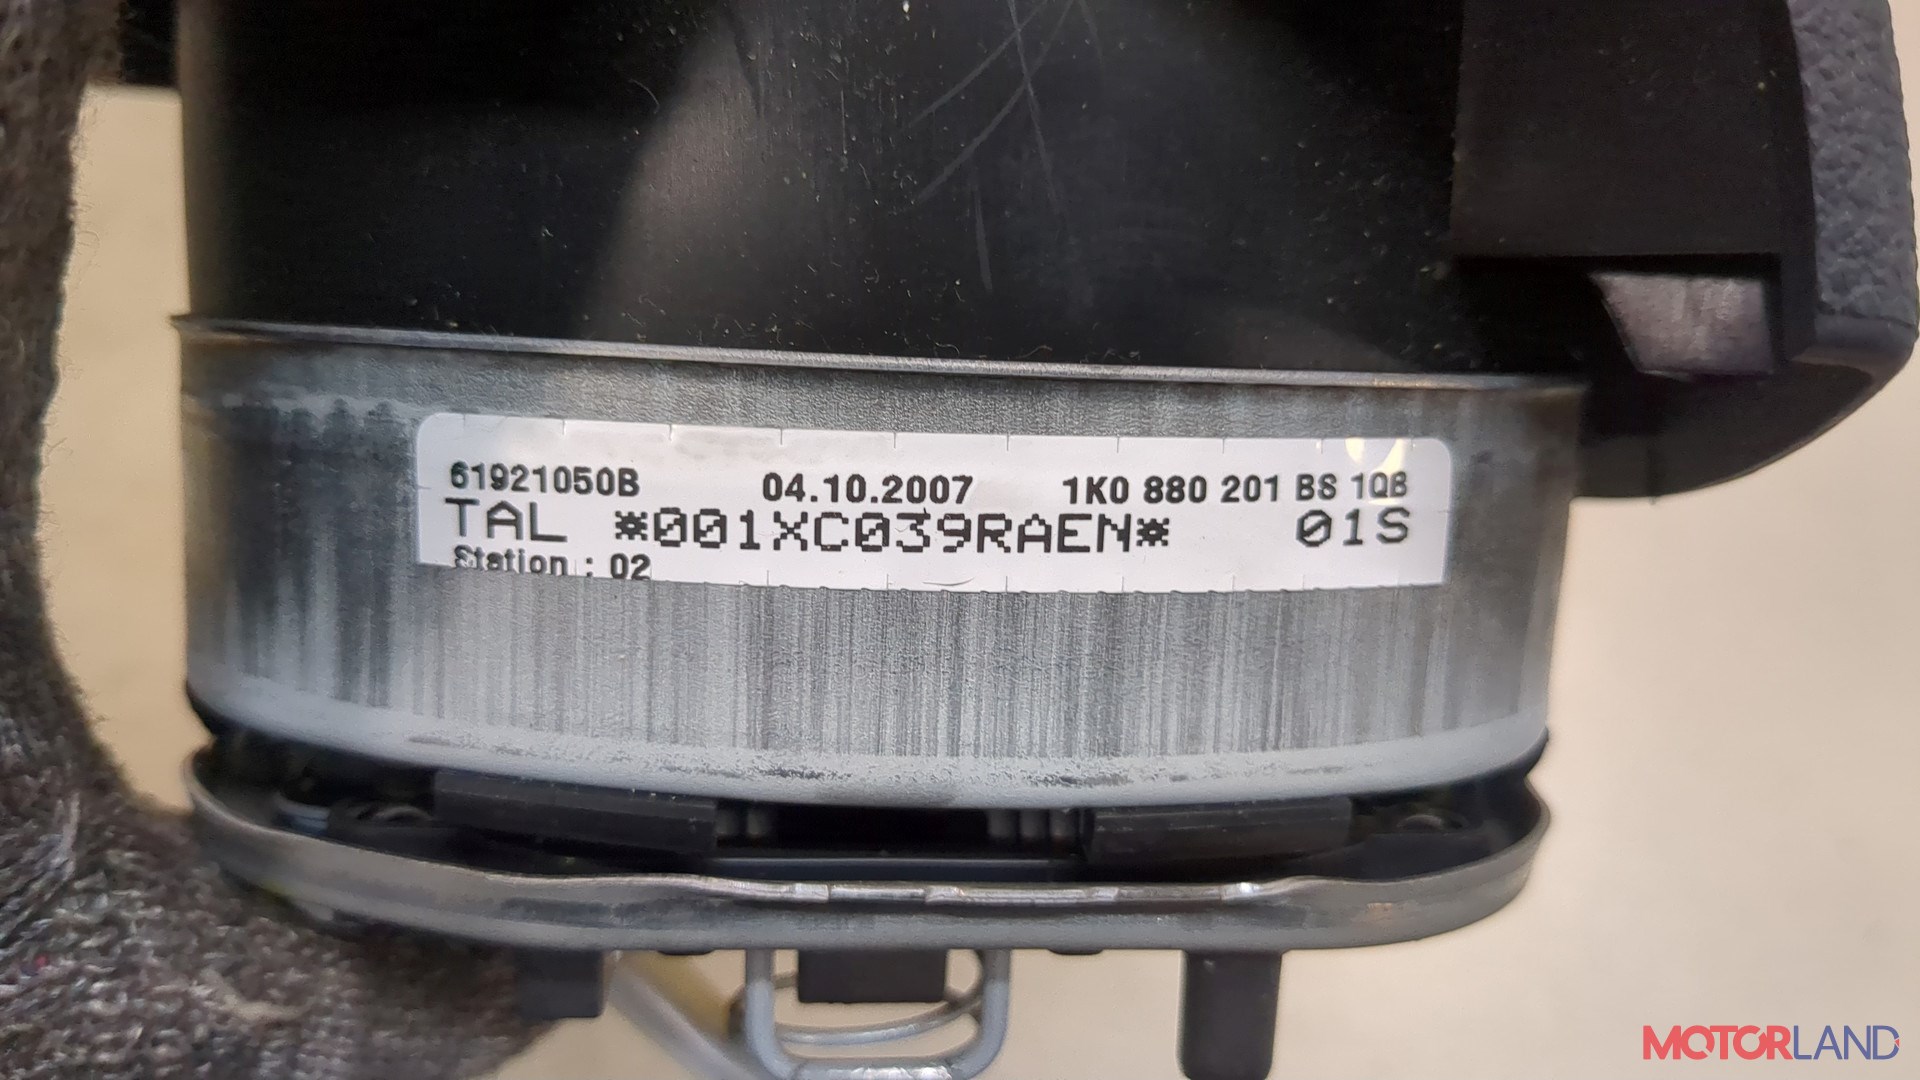 61921050B 04.10.2007 1K0 880 201 BS 1QB
TAL *001XC039RAEN* 01S
Station : 02
MOTORLAND